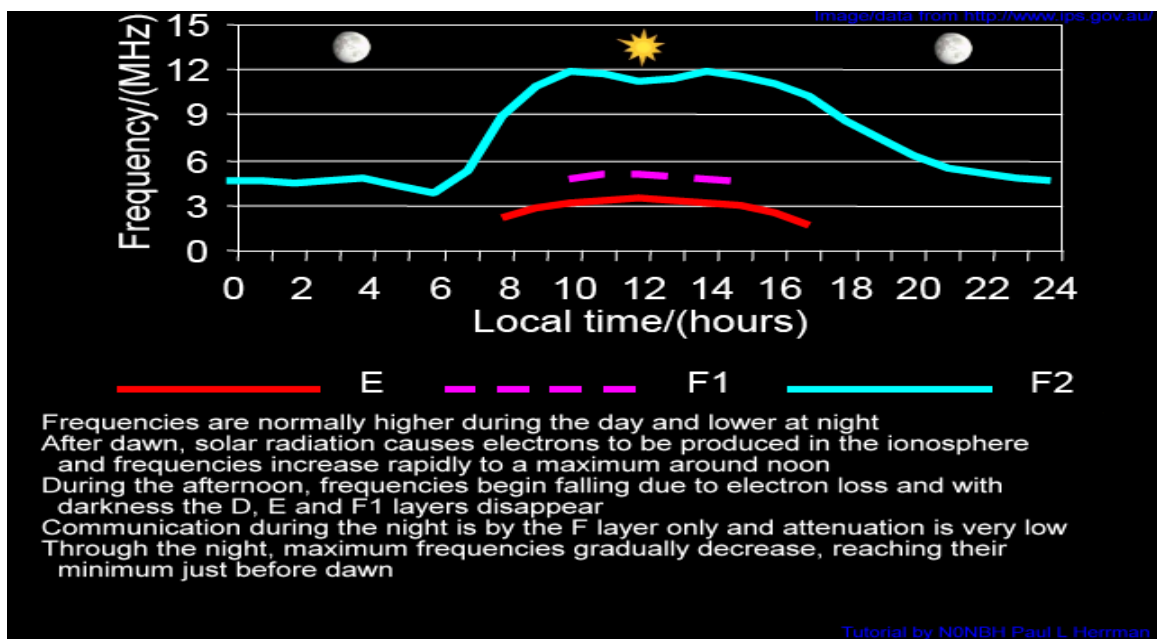 Image/data from http://www.ips.gov.au/
Frequency/(MHz)
15
12
9
6
3
0
0 2 4 6 8 10 12 14 16 18 20 22 24
Local time/(hours)
E F1 F2
Frequencies are normally higher during the day and lower at night
After dawn, solar radiation causes electrons to be produced in the ionosphere
and frequencies increase rapidly to a maximum around noon
During the afternoon, frequencies begin falling due to electron loss and with
darkness the D, E and F1 layers disappear
Communication during the night is by the F layer only and attenuation is very low
Through the night, maximum frequencies gradually decrease, reaching their
minimum just before dawn
Tutorial by N0NBH Paul L Herrman